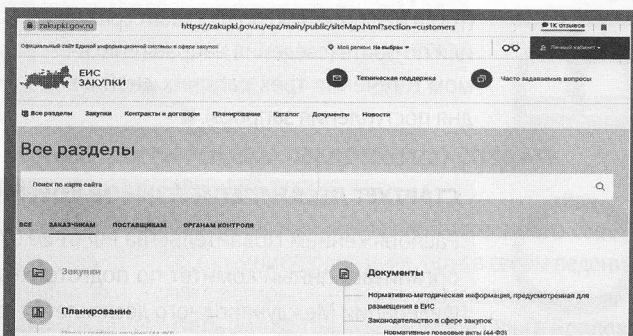 zakupki.gov.ru
https://zakupki.gov.ru/epz/main/public/siteMap.html?section=customers
1К отзывов
Официальный сайт Единой информационной системы в сфере закупок
Мой регион: Не выбран
Личный кабинет
ЕИС ЗАКУПКИ
Техническая поддержка
Часто задаваемые вопросы
Все разделы Закупки Контракты и договоры Планирование Каталог Документы Новости
Все разделы
Поиск по карте сайта
ВСЕ ЗАКАЗЧИКАМ ПОСТАВЩИКАМ ОРГАНАМ КОНТРОЛЯ
Закупки
Документы
Нормативно-методическая информация, предусмотренная для
размещения в ЕИС
Планирование
Законодательство в сфере закупок
Нормативные правовые акты (44-ФЗ)